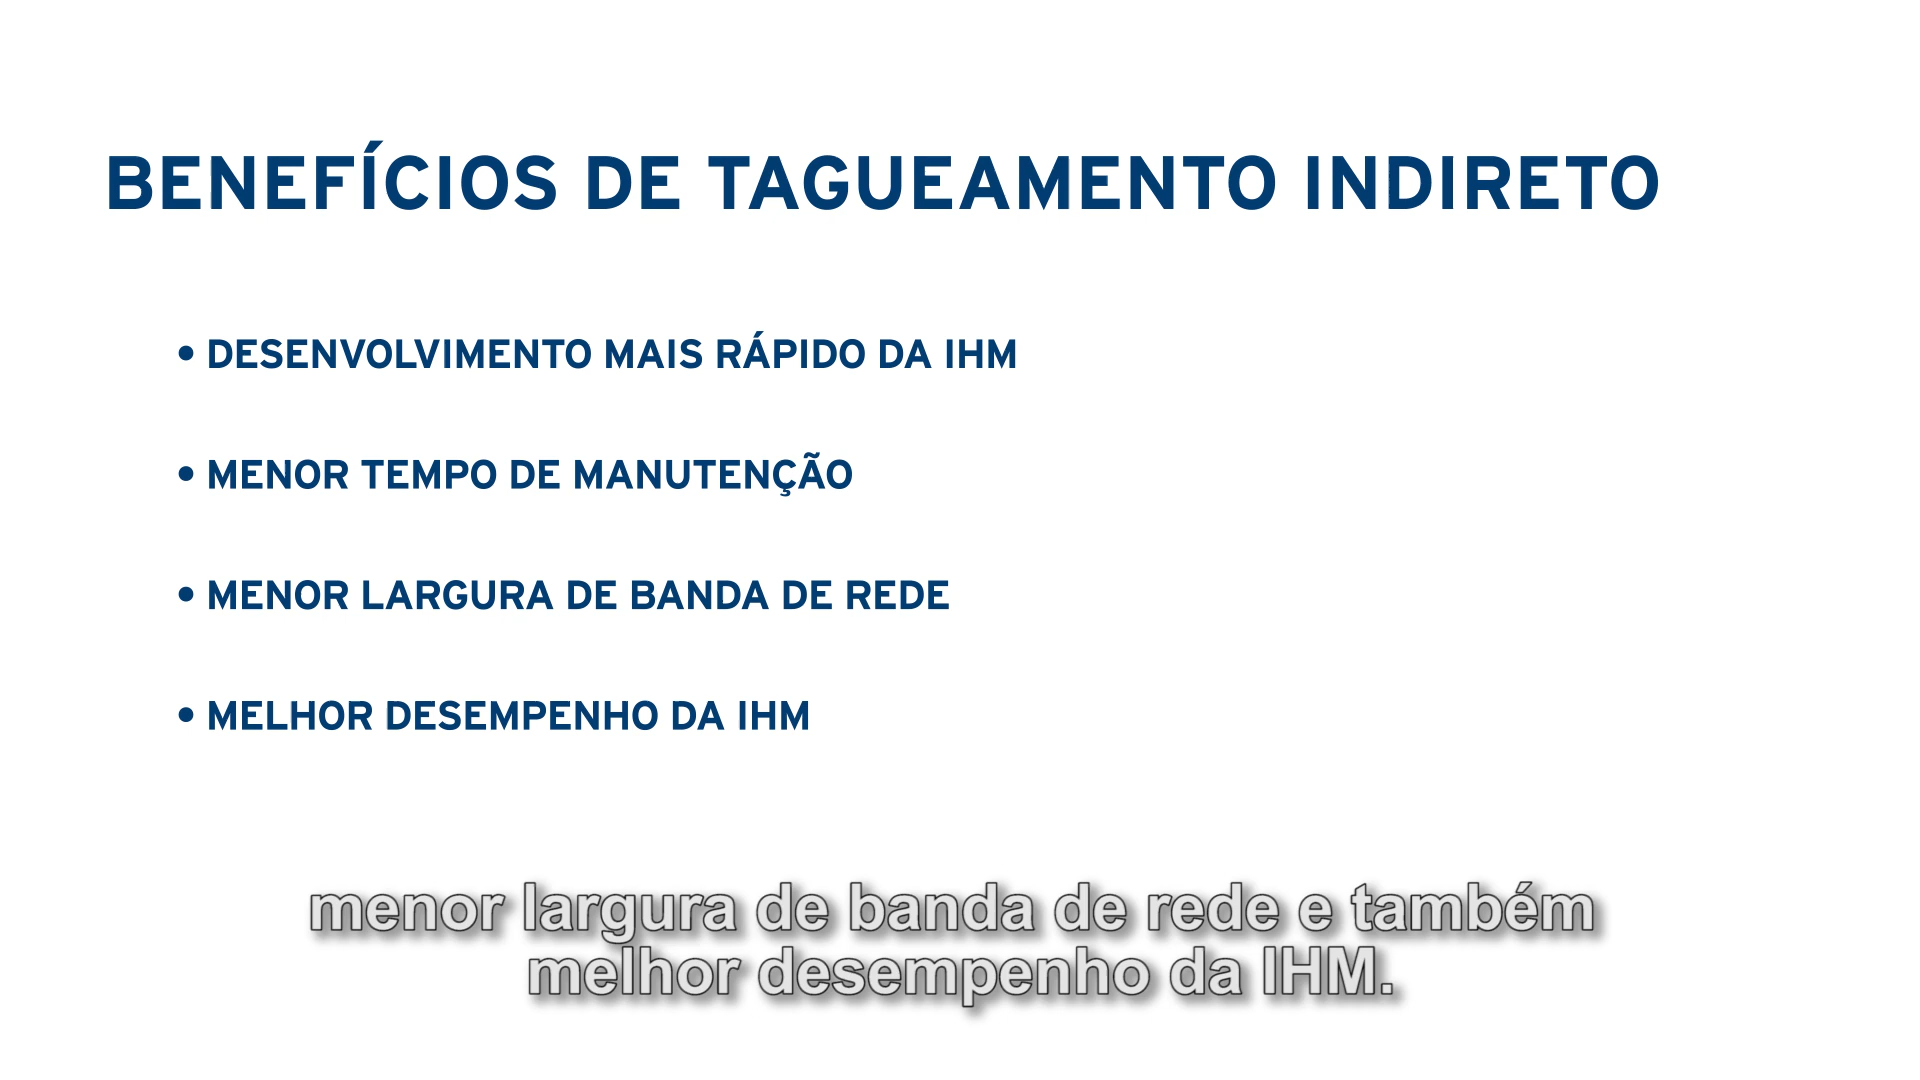 BENEFÍCIOS DE TAGUEAMENTO INDIRETO
• DESENVOLVIMENTO MAIS RÁPIDO DA IHM
• MENOR TEMPO DE MANUTENÇÃO
• MENOR LARGURA DE BANDA DE REDE
• MELHOR DESEMPENHO DA IHM
menor largura de banda de rede e também
melhor desempenho da IHM.